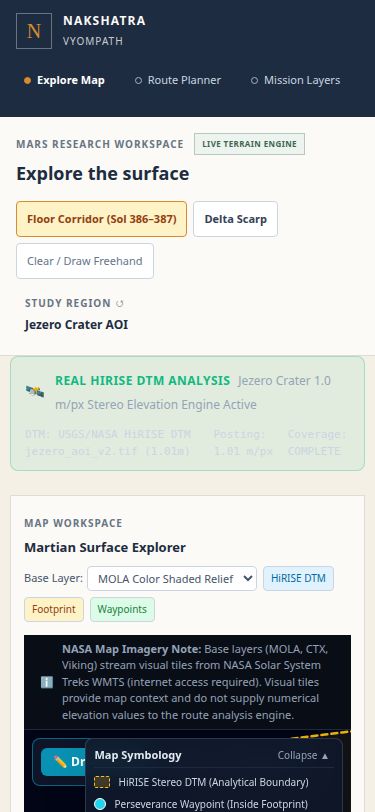 N
NAKSHATRA
VYOMPATH
Explore Map
Route Planner
Mission Layers
MARS RESEARCH WORKSPACE
LIVE TERRAIN ENGINE
Explore the surface
Floor Corridor (Sol 386–387)
Delta Scarp
Clear / Draw Freehand
STUDY REGION ↺
Jezero Crater AOI
REAL HIRISE DTM ANALYSIS Jezero Crater 1.0
m/px Stereo Elevation Engine Active
DTM: USGS/NASA HiRISE DTM Posting: Coverage:
jezero_aoi_v2.tif (1.01m) 1.01 m/px COMPLETE
MAP WORKSPACE
Martian Surface Explorer
Base Layer: MOLA Color Shaded Relief HiRISE DTM
Footprint Waypoints
NASA Map Imagery Note: Base layers (MOLA, CTX,
Viking) stream visual tiles from NASA Solar System
Treks WMTS (internet access required). Visual tiles
provide map context and do not supply numerical
elevation values to the route analysis engine.
Map Symbology Collapse ▲
HiRISE Stereo DTM (Analytical Boundary)
Perseverance Waypoint (Inside Footprint)